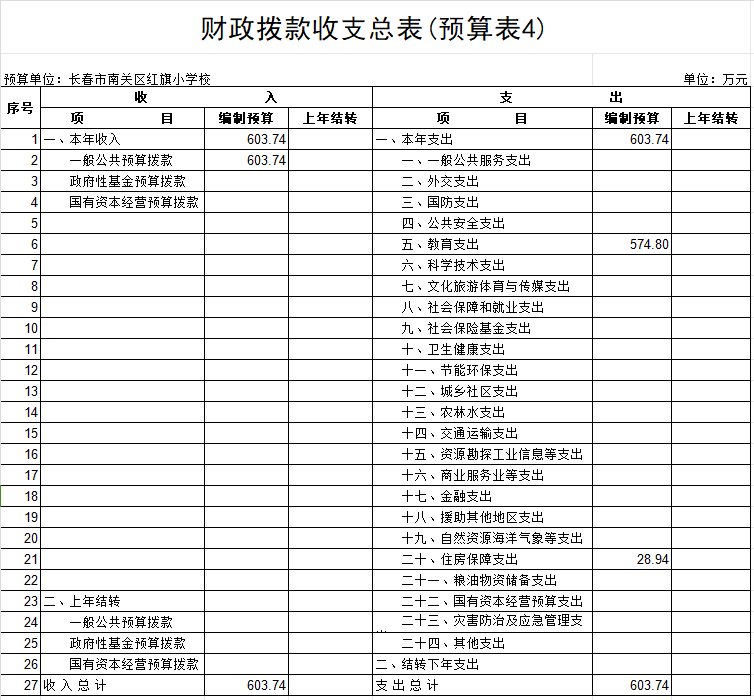 财政拨款收支总表(预算表4)
预算单位：长春市南关区红旗小学校 单位：万元
序号 收 入 支 出
项 目 编制预算 上年结转 项 目 编制预算 上年结转
1 一、本年收入 603.74 一、本年支出 603.74
2 一般公共预算拨款 603.74 一、一般公共服务支出
3 政府性基金预算拨款 二、外交支出
4 国有资本经营预算拨款 三、国防支出
5 四、公共安全支出
6 五、教育支出 574.80
7 六、科学技术支出
8 七、文化旅游体育与传媒支出
9 八、社会保障和就业支出
10 九、社会保险基金支出
11 十、卫生健康支出
12 十一、节能环保支出
13 十二、城乡社区支出
14 十三、农林水支出
15 十四、交通运输支出
16 十五、资源勘探工业信息等支出
17 十六、商业服务业等支出
18 十七、金融支出
19 十八、援助其他地区支出
20 十九、自然资源海洋气象等支出
21 二十、住房保障支出 28.94
22 二十一、粮油物资储备支出
23 二、上年结转 二十二、国有资本经营预算支出
24 一般公共预算拨款 二十三、灾害防治及应急管理支
25 政府性基金预算拨款 二十四、其他支出
26 国有资本经营预算拨款 二、结转下年支出
27 收 入 总 计 603.74 支 出 总 计 603.74